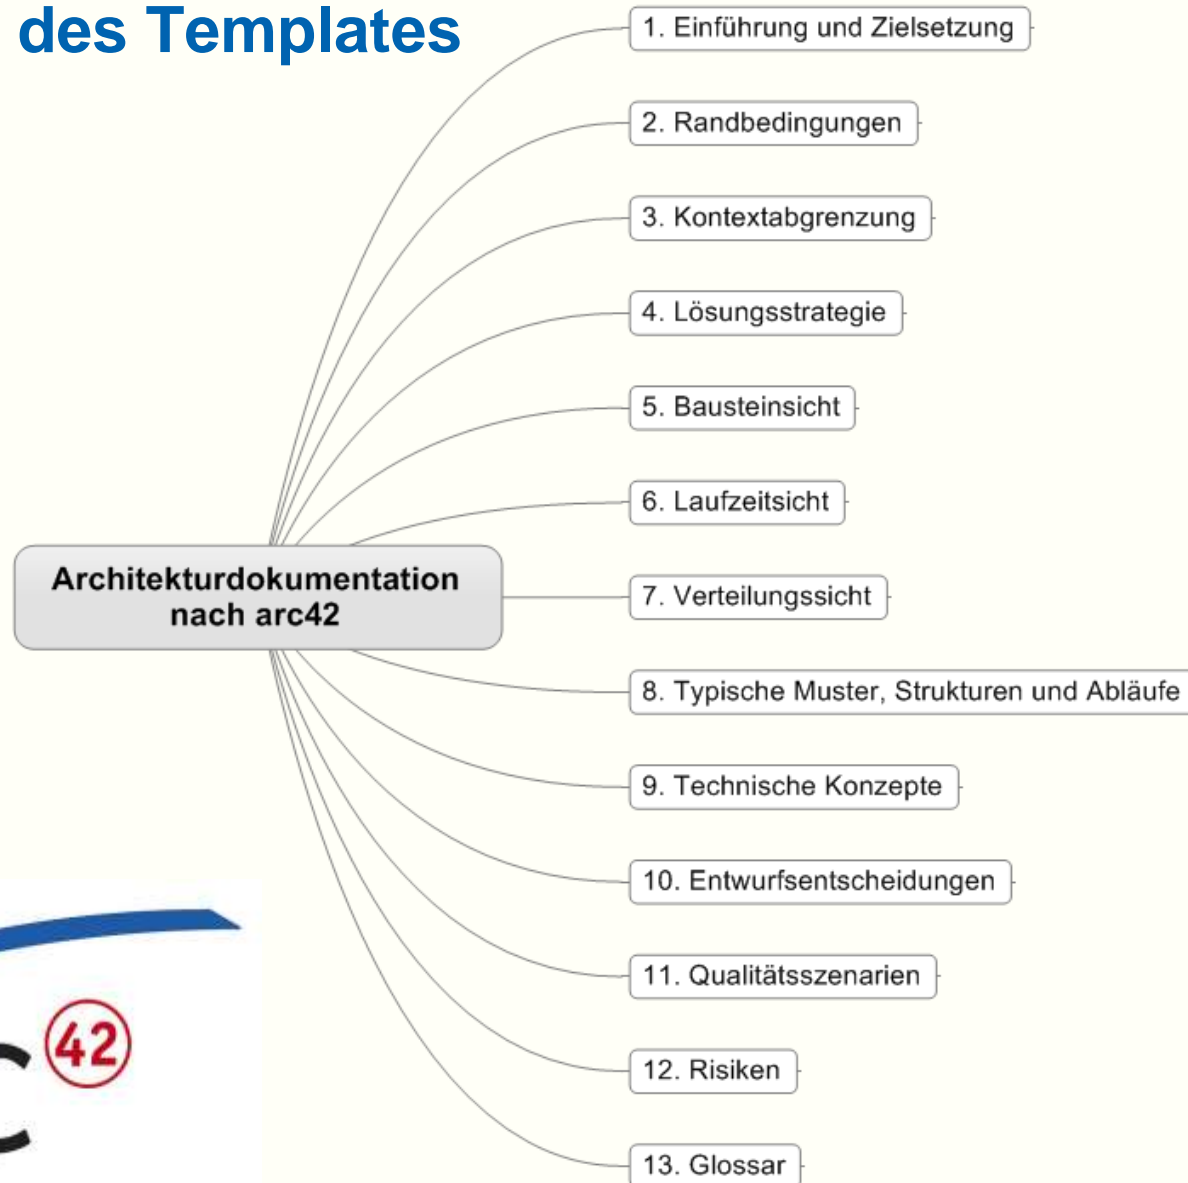 des Templates
1. Einführung und Zielsetzung
2. Randbedingungen
3. Kontextabgrenzung
4. Lösungsstrategie
5. Bausteinsicht
6. Laufzeitsicht
Architekturdokumentation
nach arc42
7. Verteilungssicht
8. Typische Muster, Strukturen und Abläufe
9. Technische Konzepte
10. Entwurfsentscheidungen
11. Qualitätsszenarien
12. Risiken
13. Glossar
c 42